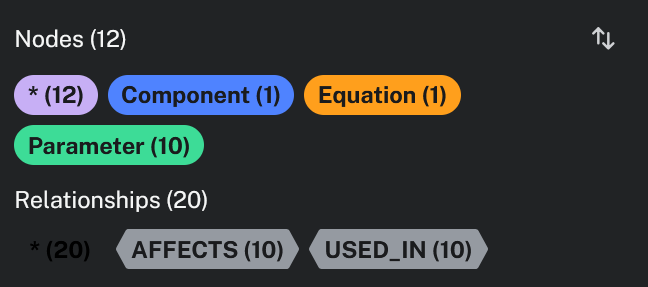 Nodes (12)
* (12) Component (1) Equation (1)
Parameter (10)
Relationships (20)
* (20) AFFECTS (10) USED_IN (10)